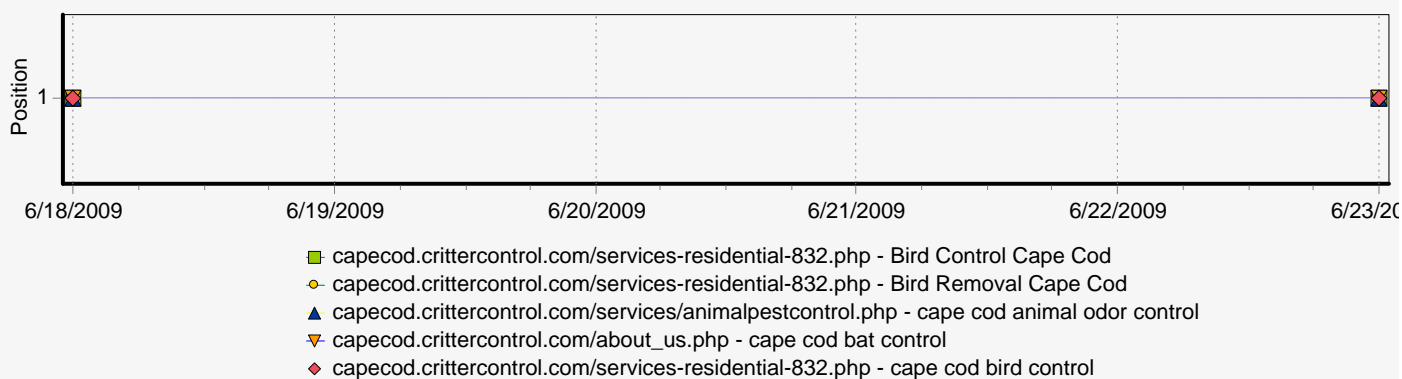 Position
1
6/18/2009 6/19/2009 6/20/2009 6/21/2009 6/22/2009 6/23/20
capecod.crittercontrol.com/services-residential-832.php - Bird Control Cape Cod
capecod.crittercontrol.com/services-residential-832.php - Bird Removal Cape Cod
capecod.crittercontrol.com/services/animalpestcontrol.php - cape cod animal odor control
capecod.crittercontrol.com/about_us.php - cape cod bat control
capecod.crittercontrol.com/services-residential-832.php - cape cod bird control